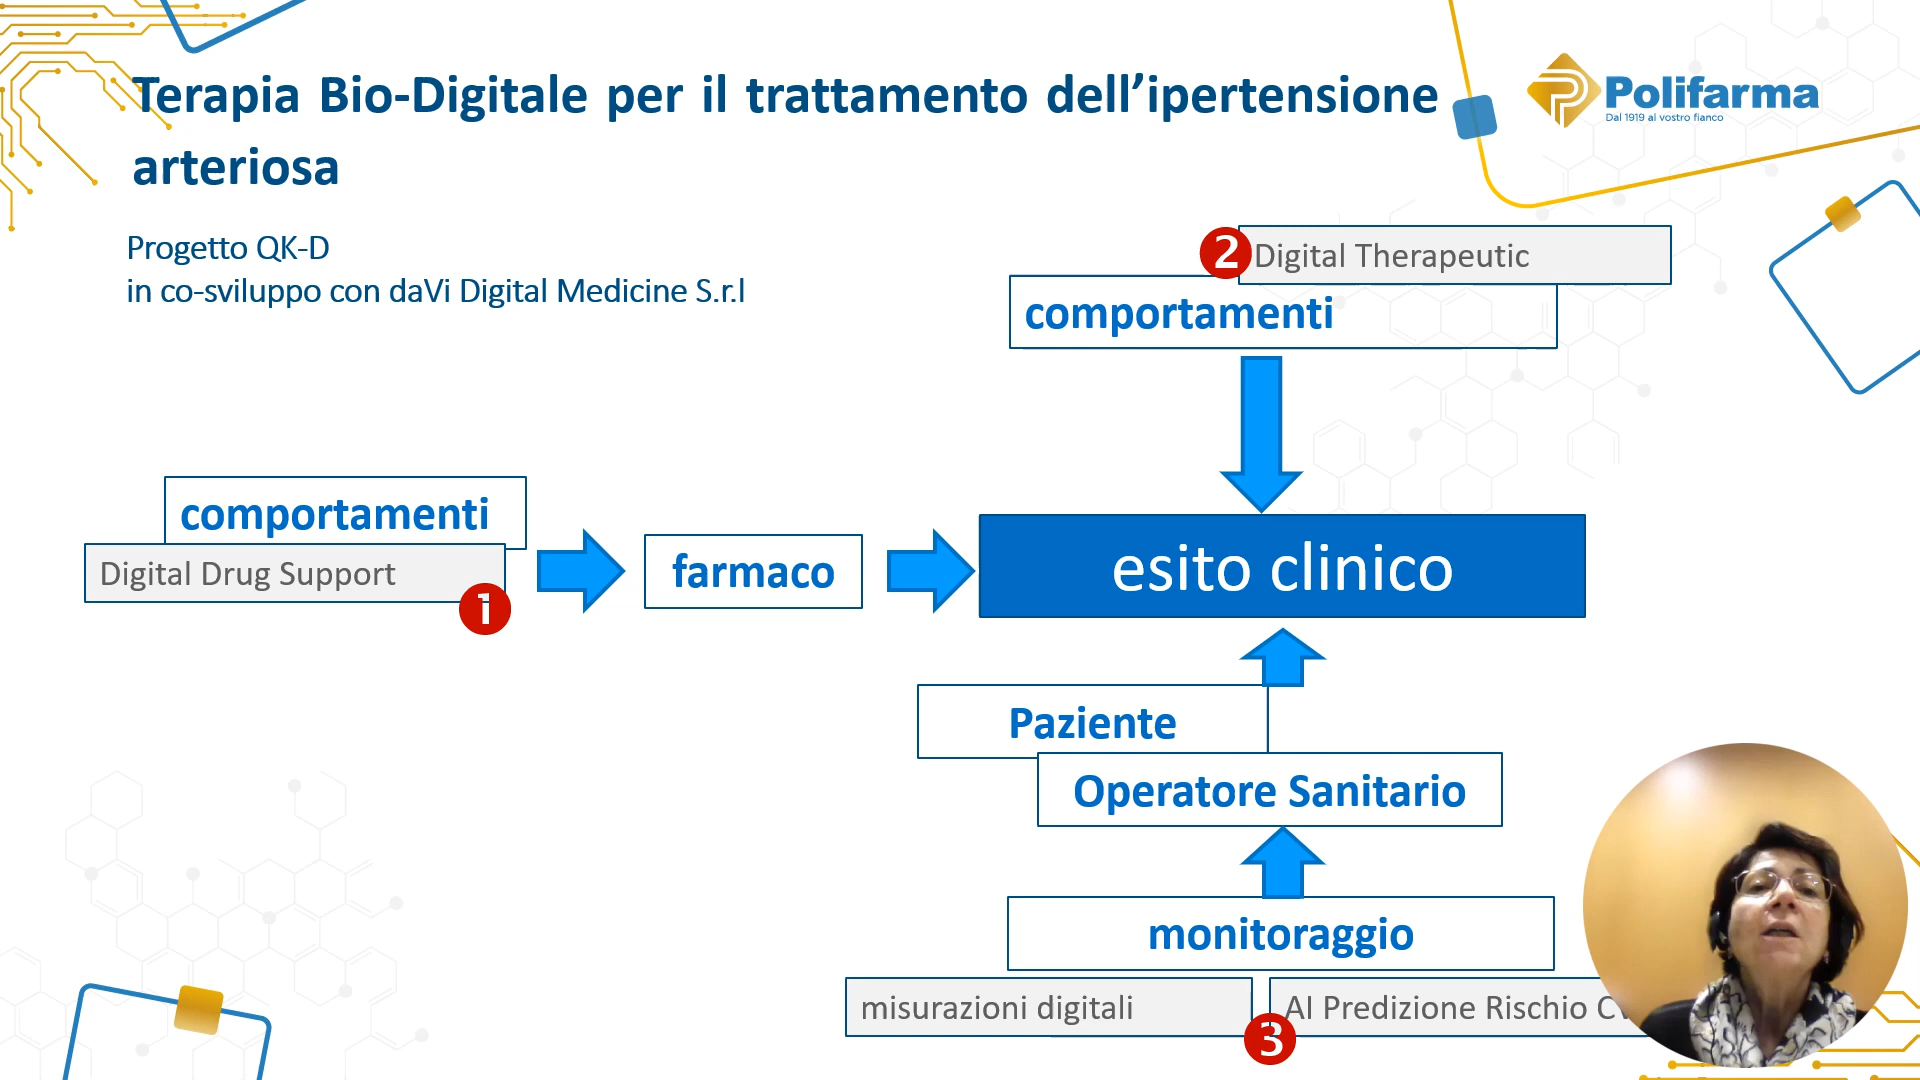 Terapia Bio-Digitale per il trattamento dell’ipertensione
arteriosa
Polifarma
Dal 1919 al vostro fianco
Progetto QK-D
in co-sviluppo con daVi Digital Medicine S.r.l
2
Digital Therapeutic
comportamenti
comportamenti
Digital Drug Support
1
farmaco
esito clinico
Paziente
Operatore Sanitario
monitoraggio
misurazioni digitali
AI Predizione Rischio
3